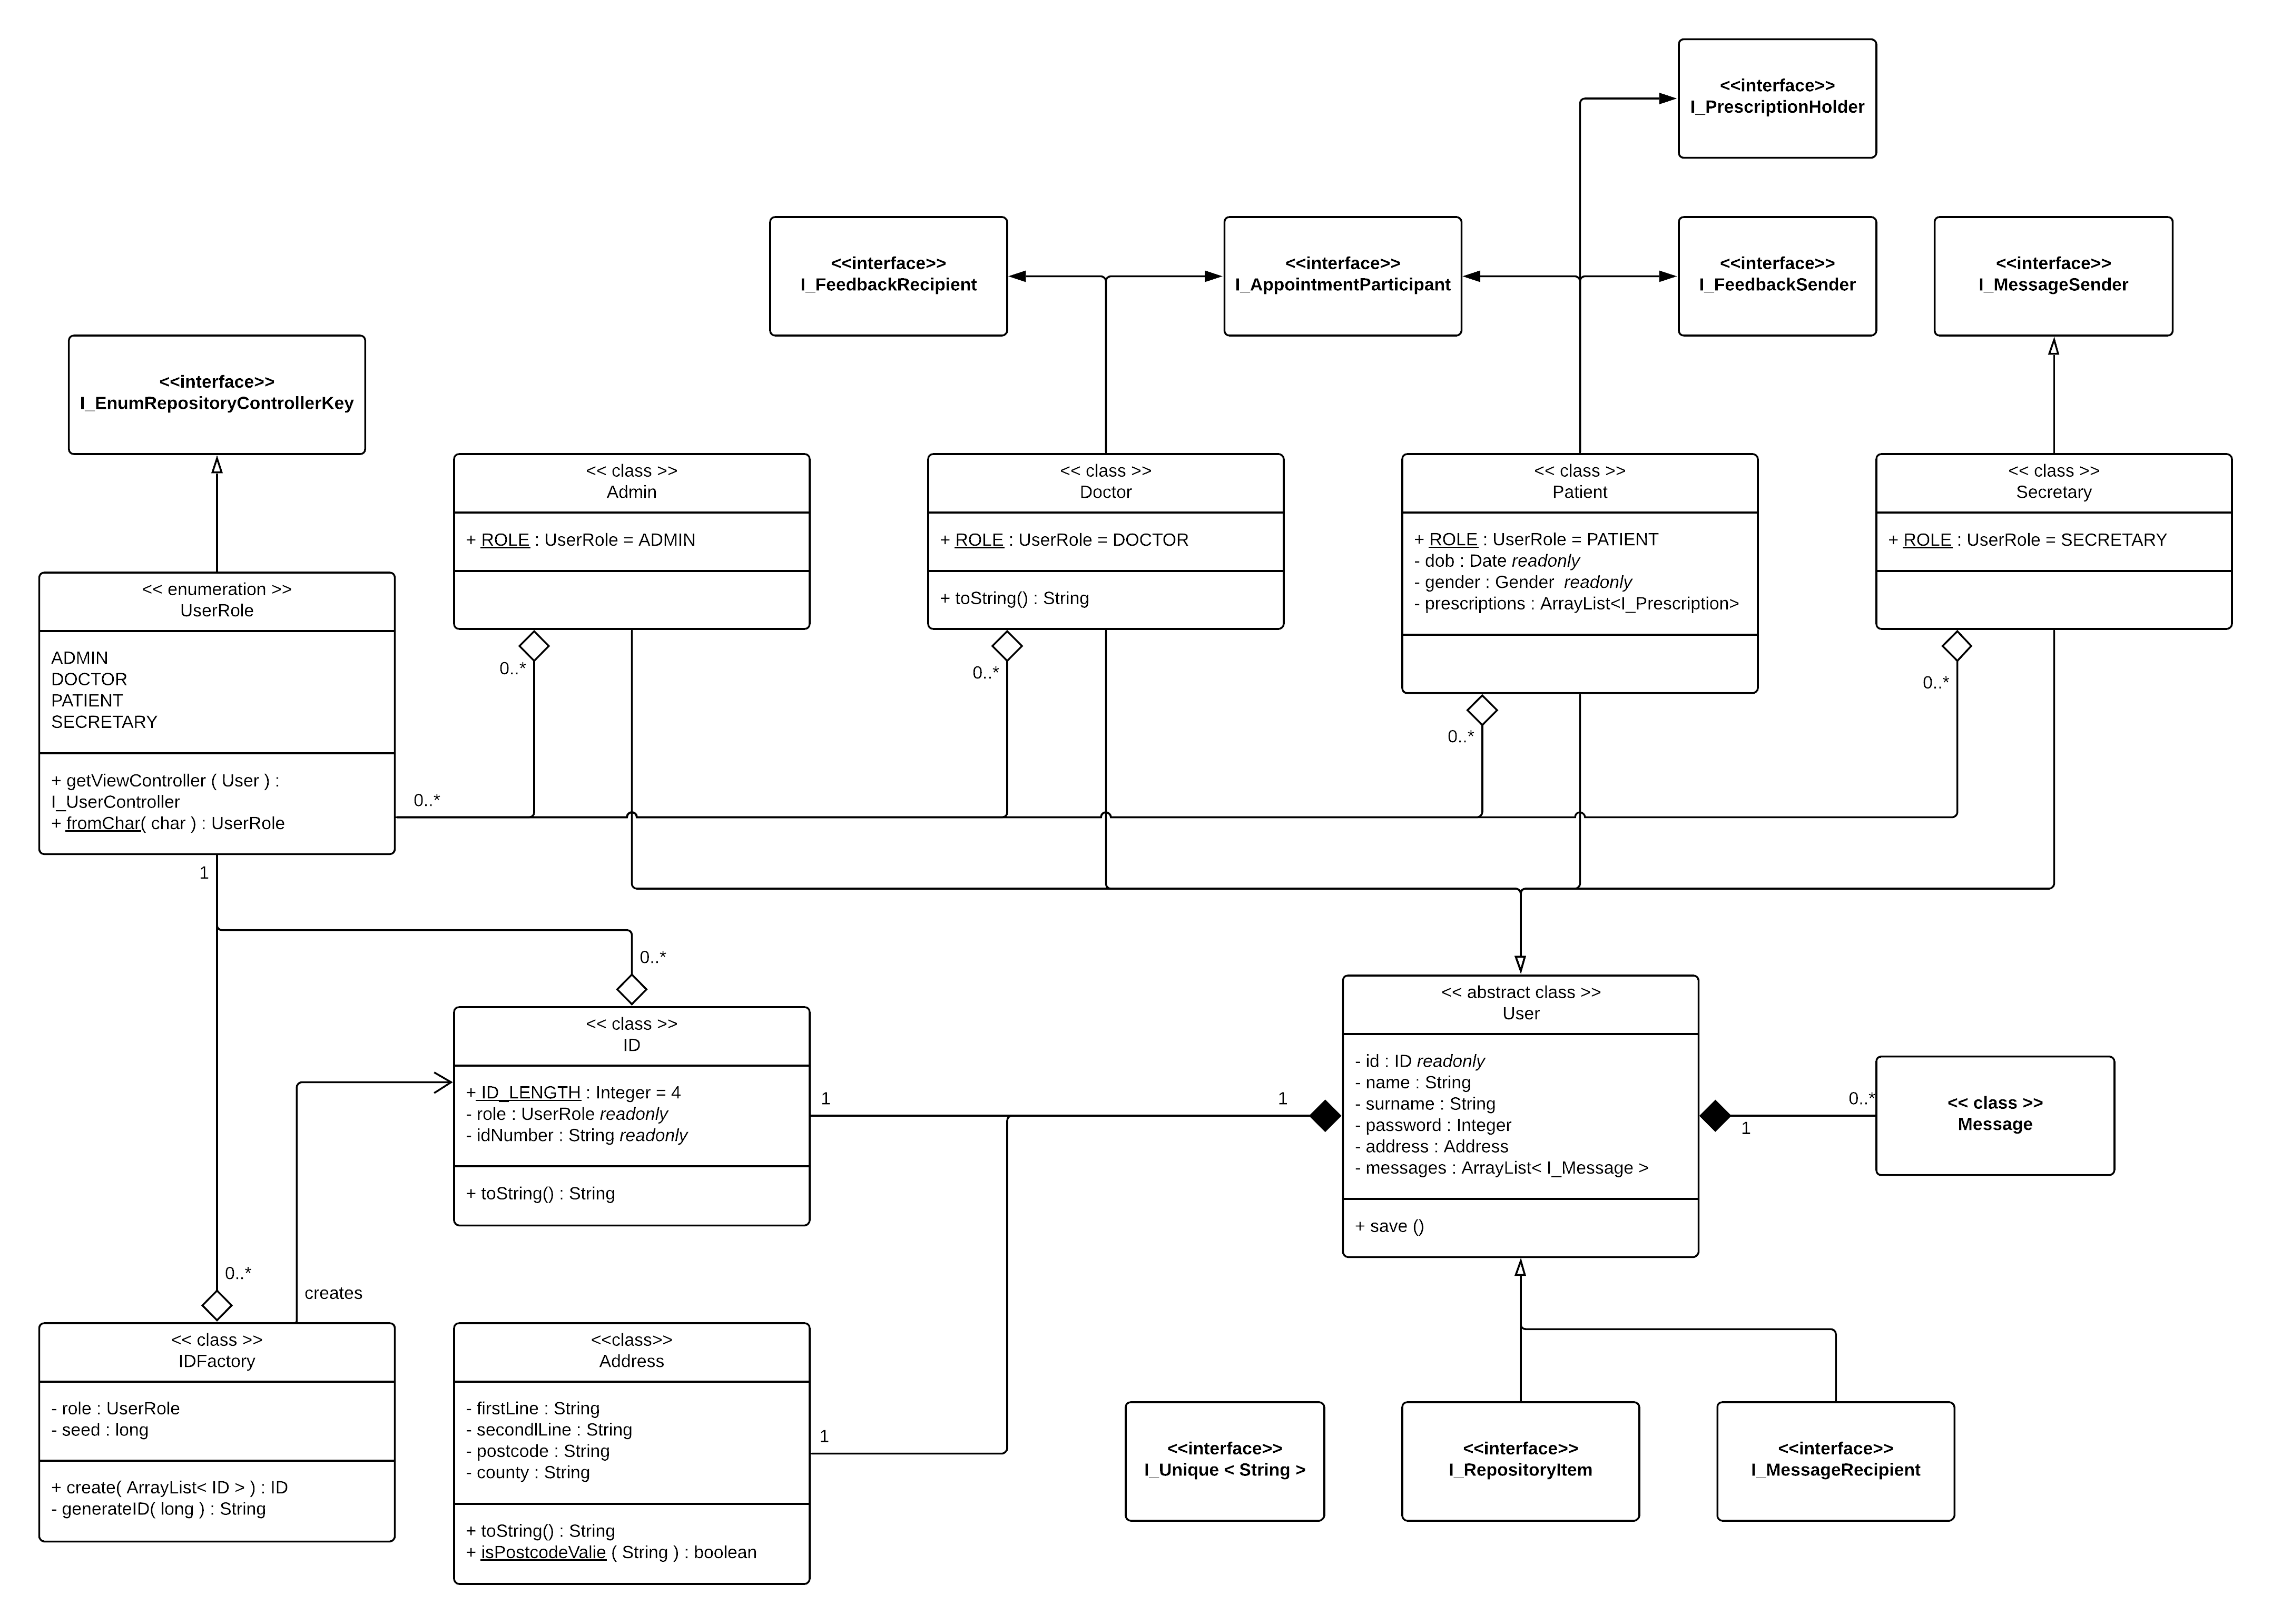 <<interface>>
I_PrescriptionHolder
<<interface>>
I_FeedbackRecipient
<<interface>>
I_AppointmentParticipant
<<interface>>
I_FeedbackSender
<<interface>>
I_MessageSender
<<interface>>
I_EnumRepositoryControllerKey
<< class >>
Admin
+ ROLE : UserRole = ADMIN
0..*
<< class >>
Doctor
+ ROLE : UserRole = DOCTOR
+ toString() : String
0..*
<< class >>
Patient
+ ROLE : UserRole = PATIENT
- dob : Date readonly
- gender : Gender readonly
- prescriptions : ArrayList<I_Prescription>
0..*
<< class >>
Secretary
+ ROLE : UserRole = SECRETARY
0..*
<< enumeration >>
UserRole
ADMIN
DOCTOR
PATIENT
SECRETARY
+ getViewController ( User ) :
I_UserController
+ fromChar( char ) : UserRole
0..*
1
0..*
<< class >>
ID
+ ID_LENGTH : Integer = 4
- role : UserRole readonly
- idNumber : String readonly
+ toString() : String
1
1
<< abstract class >>
User
- id : ID readonly
- name : String
- surname : String
- password : Integer
- address : Address
- messages : ArrayList< I_Message >
+ save ()
0..*
1
<< class >>
Message
0..*
creates
<< class >>
IDFactory
- role : UserRole
- seed : long
+ create( ArrayList< ID > ) : ID
- generateID( long ) : String
<<class>>
Address
- firstLine : String
- secondlLine : String
- postcode : String
- county : String
+ toString() : String
+ isPostcodeValie ( String ) : boolean
1
<<interface>>
I_Unique < String >
<<interface>>
I_RepositoryItem
<<interface>>
I_MessageRecipient